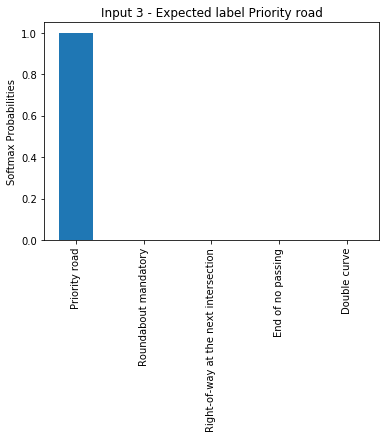 Input 3 - Expected label Priority road
Softmax Probabilities
1.0
0.8
0.6
0.4
0.2
0.0
Priority road
Roundabout mandatory
Right-of-way at the next intersection
End of no passing
Double curve